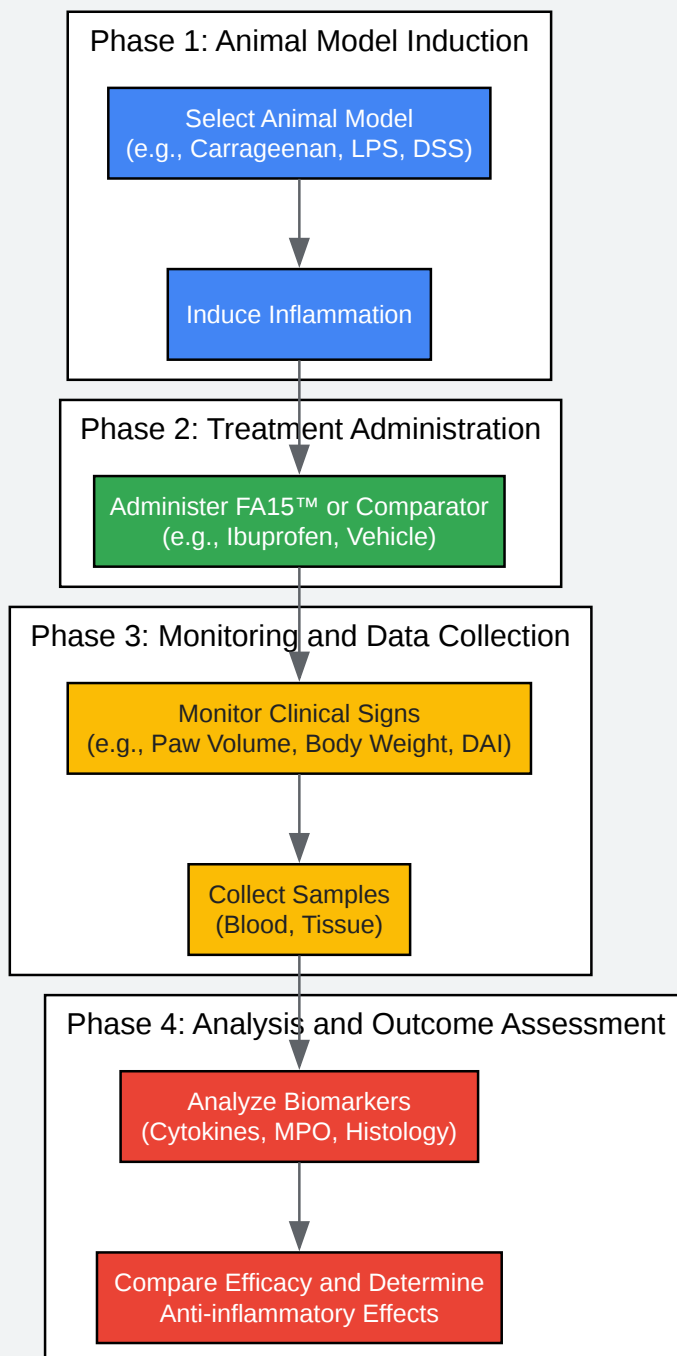 Phase 1: Animal Model Induction
Select Animal Model
(e.g., Carrageenan, LPS, DSS)
Induce Inflammation
Phase 2: Treatment Administration
Administer FA15™ or Comparator
(e.g., Ibuprofen, Vehicle)
Phase 3: Monitoring and Data Collection
Monitor Clinical Signs
(e.g., Paw Volume, Body Weight, DAI)
Collect Samples
(Blood, Tissue)
Phase 4: Analysis and Outcome Assessment
Analyze Biomarkers
(Cytokines, MPO, Histology)
Compare Efficacy and Determine
Anti-inflammatory Effects